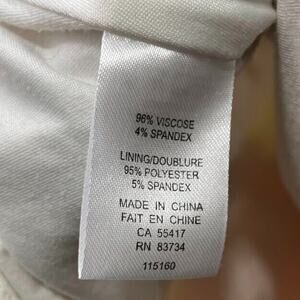 96% VISCOSE
4% SPANDEX
LINING/DOUBLURE
95% POLYESTER
5% SPANDEX
MADE IN CHINA
FAIT EN CHINE
CA 55417
RN 83734
115160